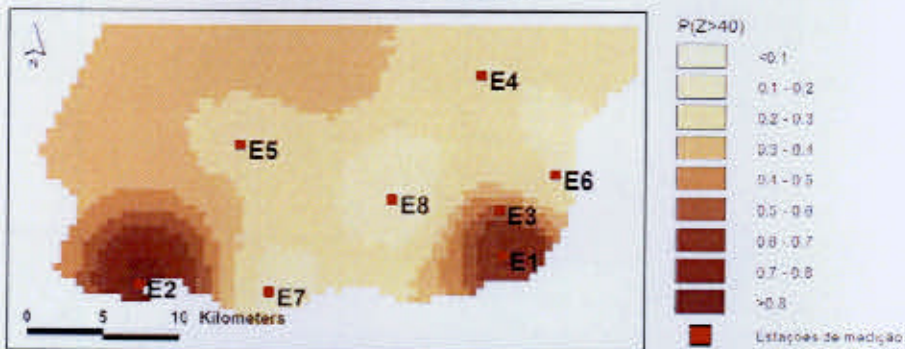 P(Z>40)
<0.1
0.1 - 0.2
0.2 - 0.3
0.3 - 0.4
0.4 - 0.5
0.5 - 0.6
0.6 - 0.7
0.7 - 0.8
>0.8
Estações de medição
E4
E5
E6
E8
E3
E1
E2
E7
0 5 10 Kilometers